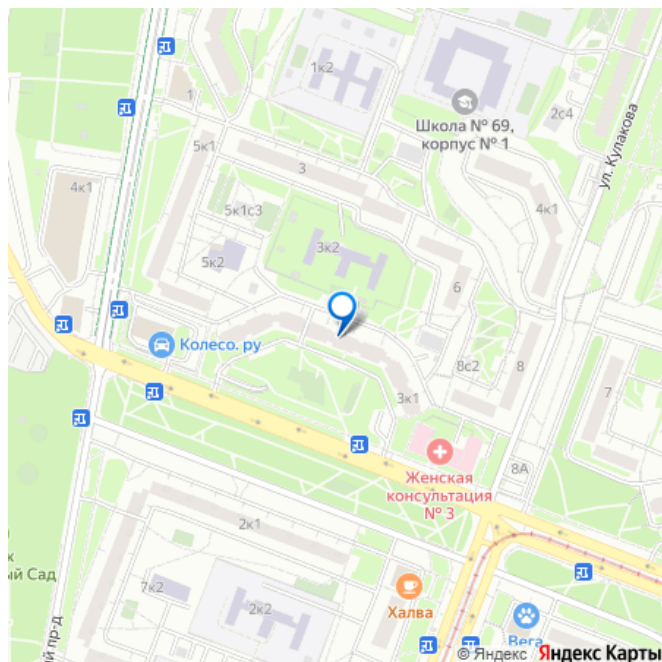 1к2
1
Школа № 69,
корпус № 1
2с4
ул. Кулакова
5к1
3
4к1
5к1с3
4к1
3к2
5к2
6
Колесо. ру
8с2
8
3к1
7
Женская
консультация
№ 3
8А
2к1
к
ый Сад
7к2
2к2
Халва
ый пр-д
Вега
© Яндекс Яндекс Карты